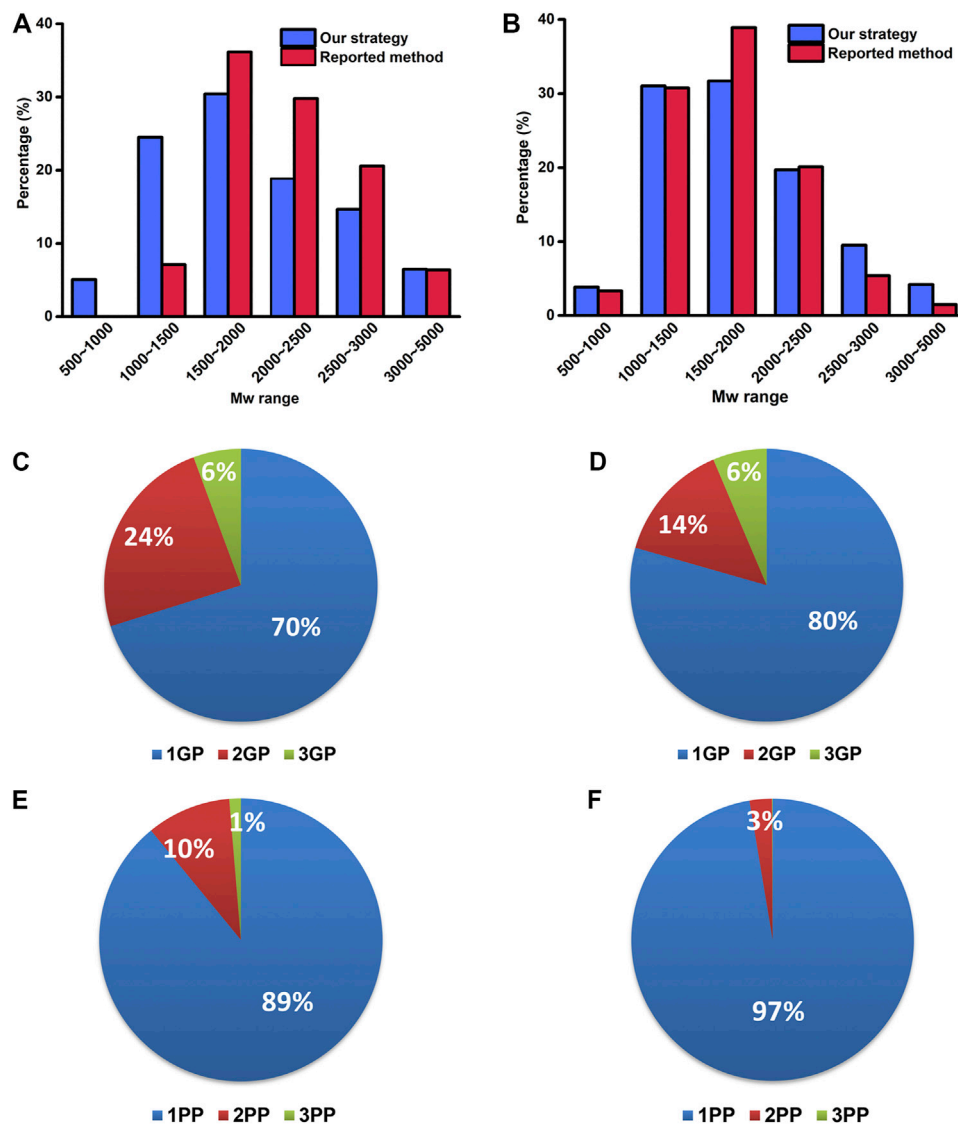 A
Our strategy
Reported method
Percentage (%)
40
30
20
10
0
500~1000
1000~1500
1500~2000
2000~2500
2500~3000
3000~5000
Mw range
B
Our strategy
Reported method
Percentage (%)
40
30
20
10
0
500~1000
1000~1500
1500~2000
2000~2500
2500~3000
3000~5000
Mw range
C
6%
24%
70%
1GP 2GP 3GP
D
6%
14%
80%
1GP 2GP 3GP
E
1%
10%
89%
1PP 2PP 3PP
F
3%
97%
1PP 2PP 3PP